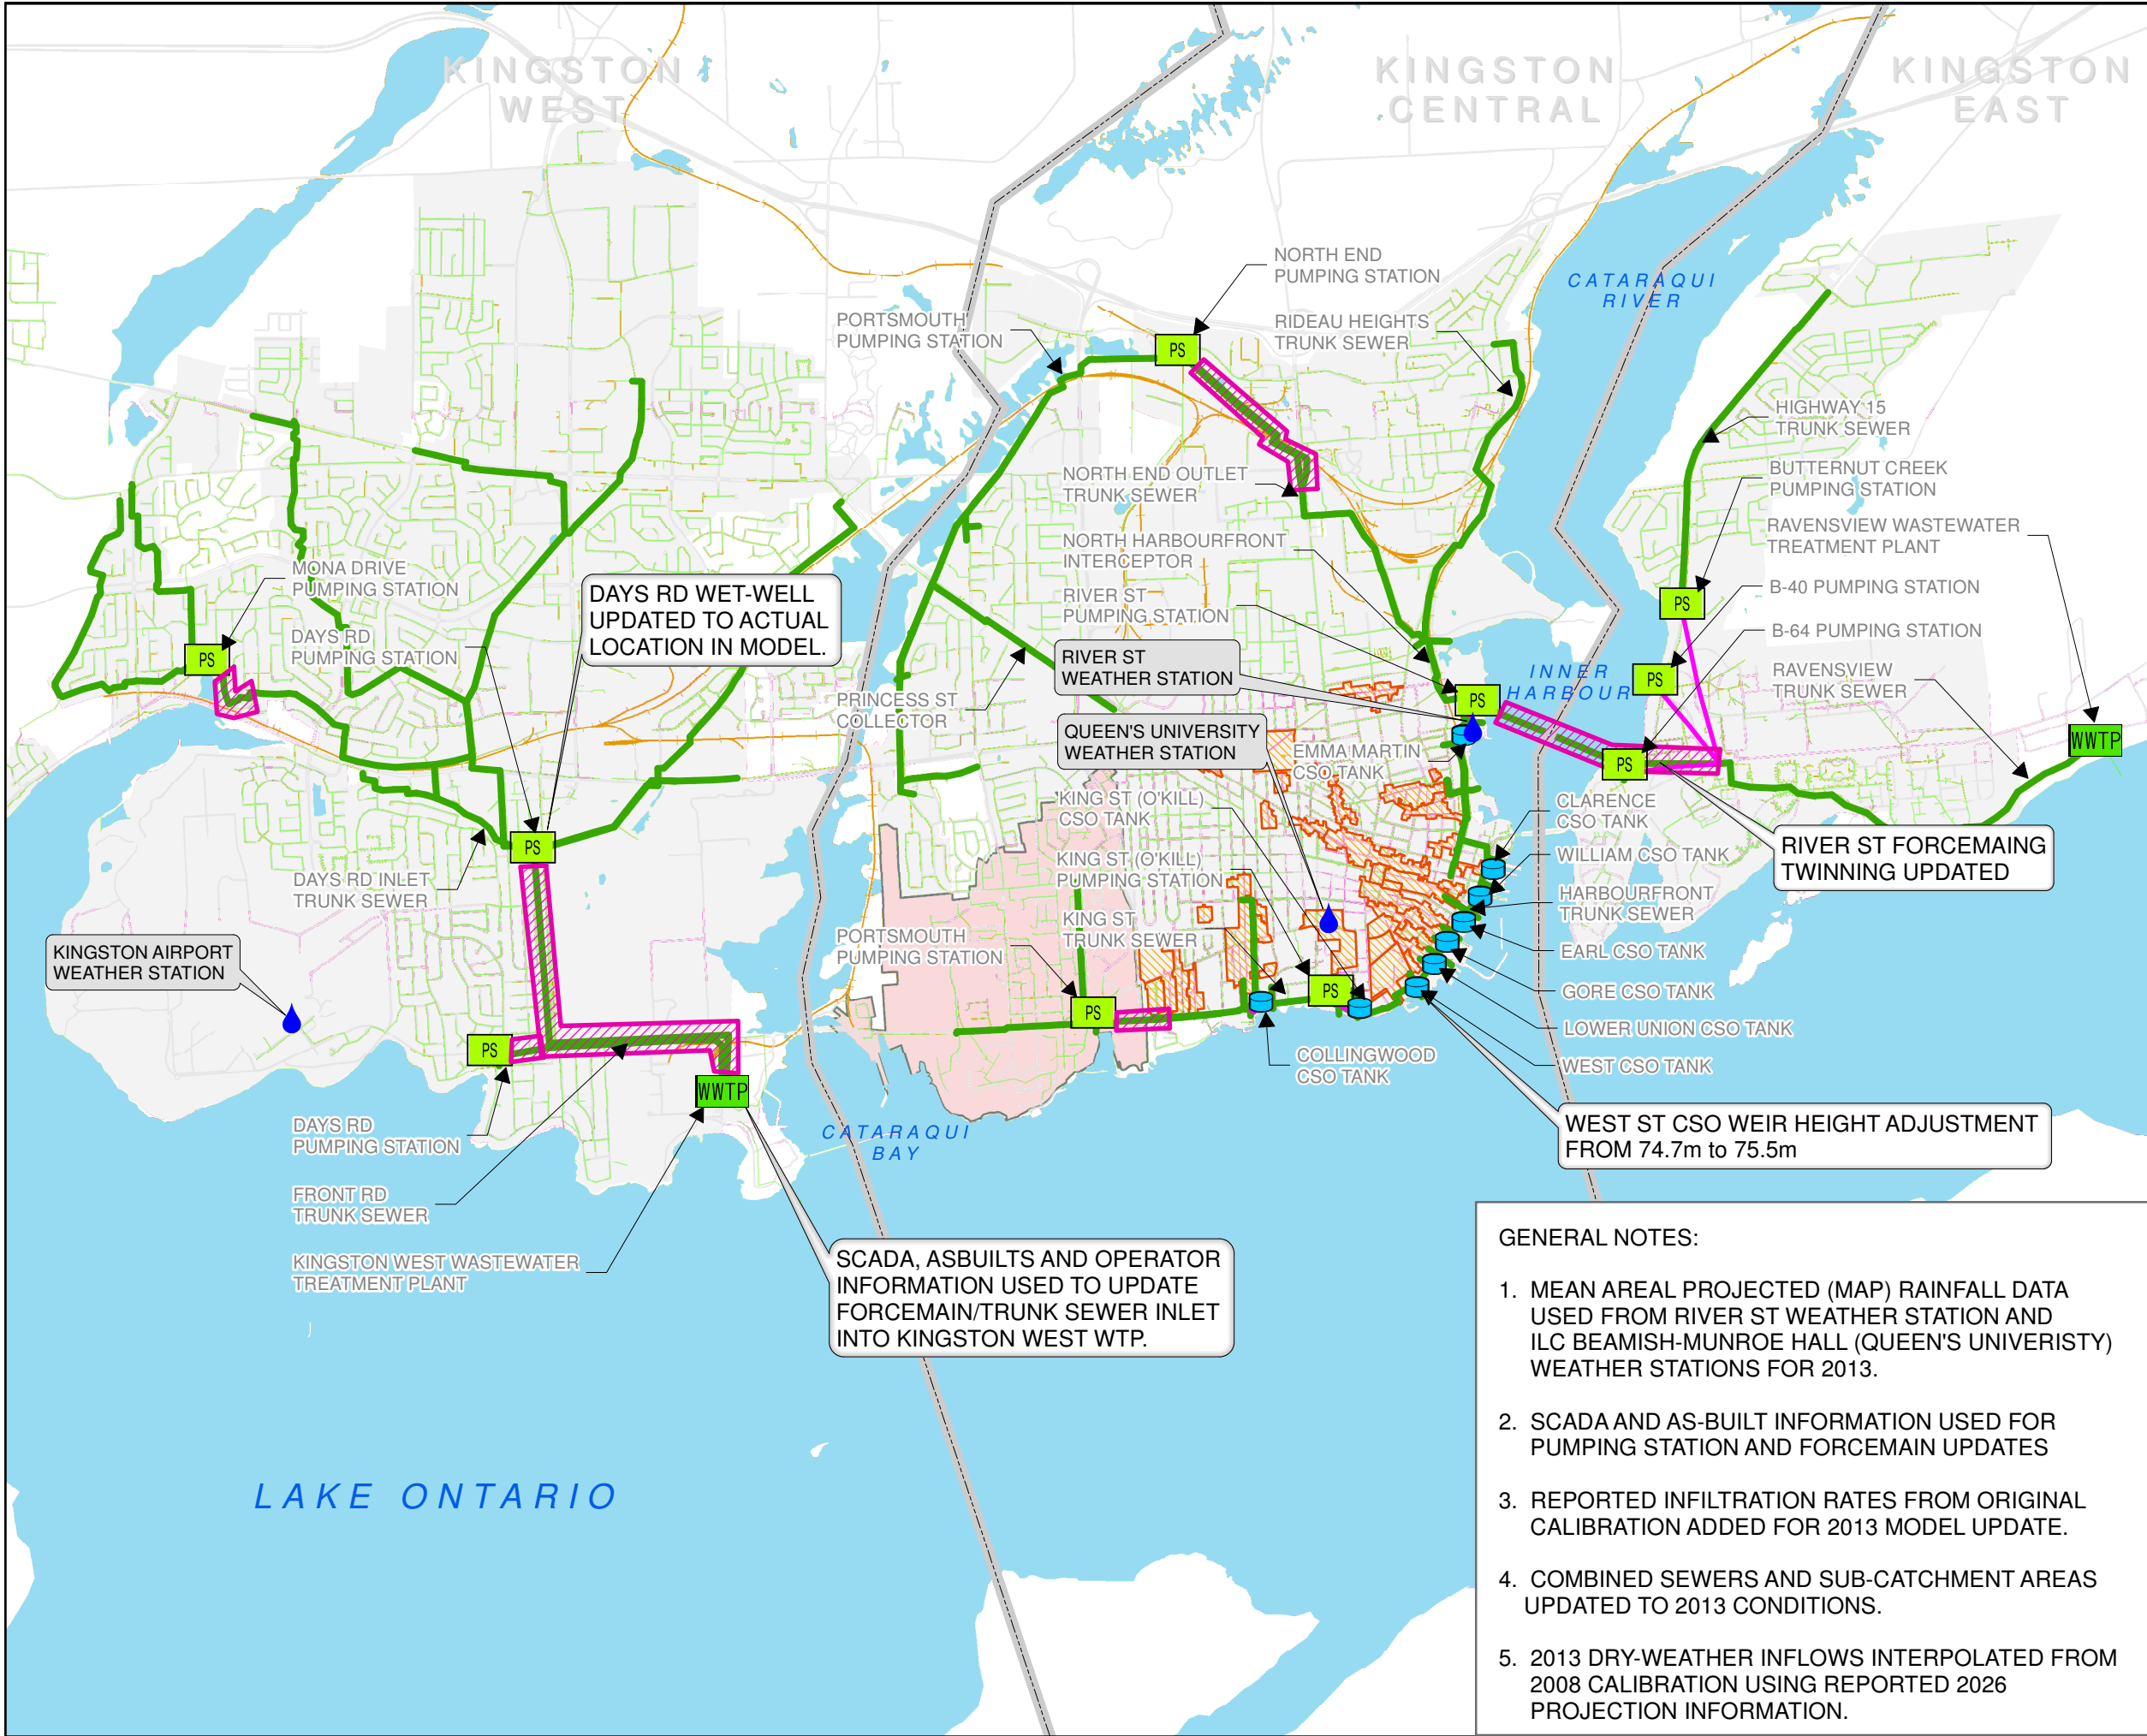 KINGSTON
WEST
KINGSTON
CENTRAL
KINGSTON
EAST
NORTH END
PUMPING STATION
CATARAQUI
RIVER
PORTSMOUTH
PUMPING STATION
RIDEAU HEIGHTS
TRUNK SEWER
PS
HIGHWAY 15
TRUNK SEWER
NORTH END OUTLET
TRUNK SEWER
BUTTERNUT CREEK
PUMPING STATION
RAVENSVIEW WASTEWATER
TREATMENT PLANT
NORTH HARBOURFRONT
INTERCEPTOR
MONA DRIVE
PUMPING STATION
DAYS RD WET-WELL
UPDATED TO ACTUAL
LOCATION IN MODEL.
B-40 PUMPING STATION
RIVER ST
PUMPING STATION
PS
B-64 PUMPING STATION
DAYS RD
PUMPING STATION
PS
RIVER ST
WEATHER STATION
INNER
HARBOUR
PS
RAVENSVIEW
TRUNK SEWER
PRINCESS ST
COLLECTOR
PS
QUEEN'S UNIVERSITY
WEATHER STATION
EMMA MARTIN
CSO TANK
PS
WWTP
KING ST (O'KILL)
CSO TANK
CLARENCE
CSO TANK
PS
RIVER ST FORCEMAING
TWINNING UPDATED
WILLIAM CSO TANK
KING ST (O'KILL)
PUMPING STATION
DAYS RD INLET
TRUNK SEWER
HARBOURFRONT
TRUNK SEWER
KING ST
TRUNK SEWER
PORTSMOUTH
PUMPING STATION
EARL CSO TANK
KINGSTON AIRPORT
WEATHER STATION
GORE CSO TANK
PS
PS
LOWER UNION CSO TANK
PS
COLLINGWOOD
CSO TANK
WEST CSO TANK
WWTP
DAYS RD
PUMPING STATION
CATARAQUI
BAY
WEST ST CSO WEIR HEIGHT ADJUSTMENT
FROM 74.7m to 75.5m
FRONT RD
TRUNK SEWER
KINGSTON WEST WASTEWATER
TREATMENT PLANT
SCADA, ASBUILTS AND OPERATOR
INFORMATION USED TO UPDATE
FORCEMAIN/TRUNK SEWER INLET
INTO KINGSTON WEST WTP.
LAKE ONTARIO
GENERAL NOTES:
1. MEAN AREAL PROJECTED (MAP) RAINFALL DATA
USED FROM RIVER ST WEATHER STATION AND
ILC BEAMISH-MUNROE HALL (QUEEN'S UNIVERISTY)
WEATHER STATIONS FOR 2013.
2. SCADA AND AS-BUILT INFORMATION USED FOR
PUMPING STATION AND FORCEMAIN UPDATES
3. REPORTED INFILTRATION RATES FROM ORIGINAL
CALIBRATION ADDED FOR 2013 MODEL UPDATE.
4. COMBINED SEWERS AND SUB-CATCHMENT AREAS
UPDATED TO 2013 CONDITIONS.
5. 2013 DRY-WEATHER INFLOWS INTERPOLATED FROM
2008 CALIBRATION USING REPORTED 2026
PROJECTION INFORMATION.